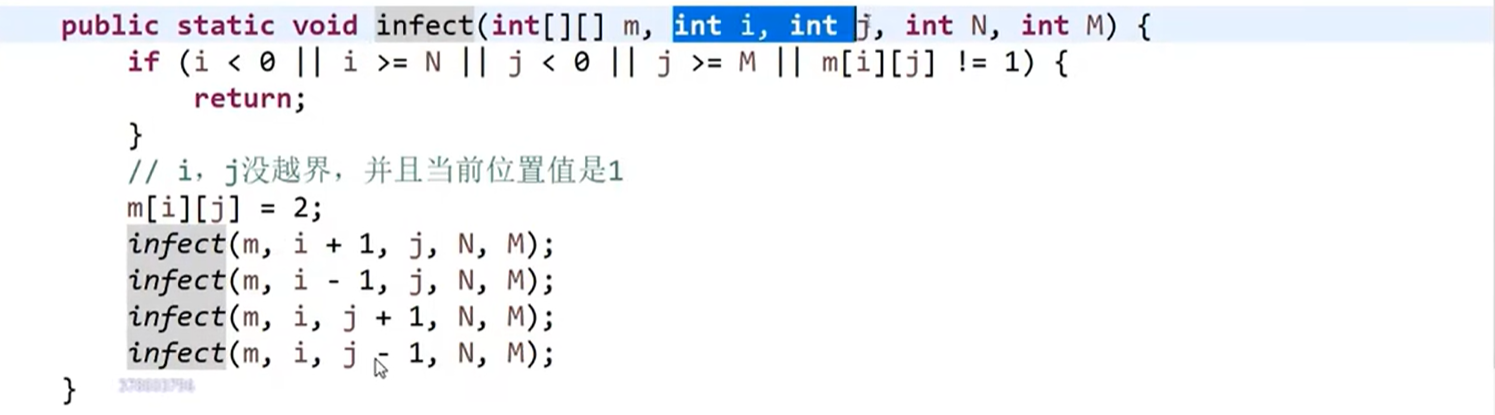 public static void infect(int[][] m, int i, int j, int N, int M) {
if (i < 0 || i >= N || j < 0 || j >= M || m[i][j] != 1) {
return;
}
// i，j没越界，并且当前位置值是1
m[i][j] = 2;
infect(m, i + 1, j, N, M);
infect(m, i - 1, j, N, M);
infect(m, i, j + 1, N, M);
infect(m, i, j - 1, N, M);
}